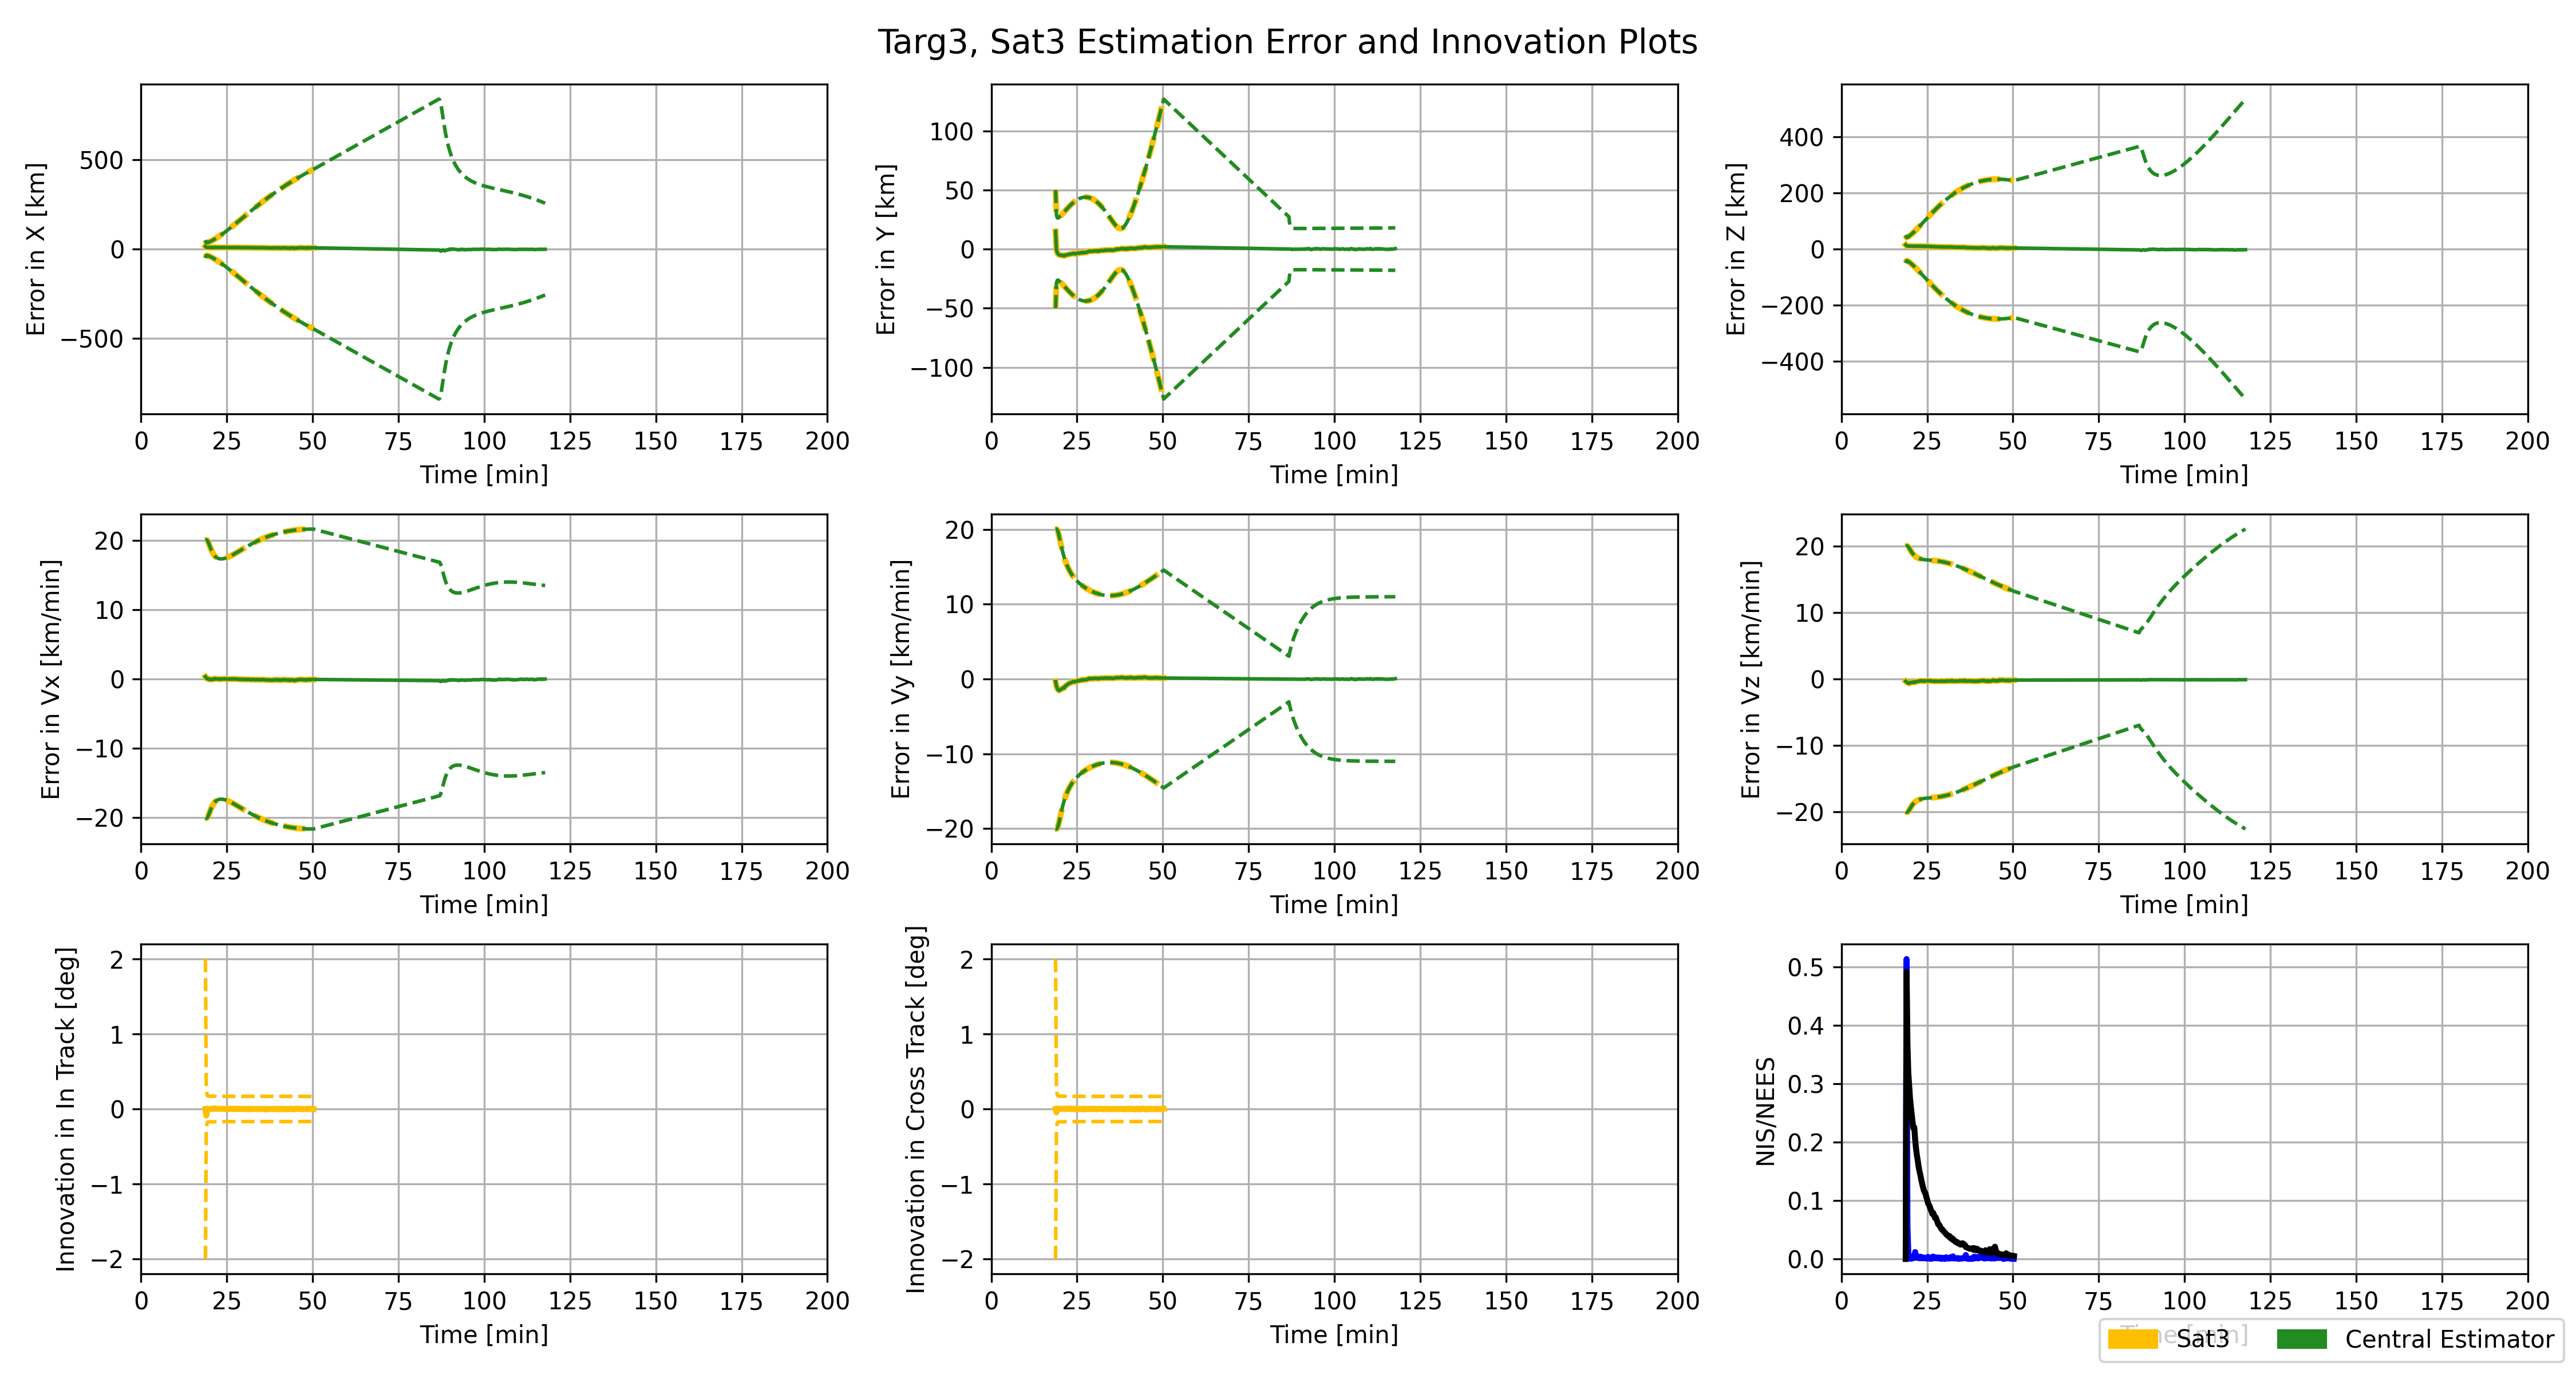 Targ3, Sat3 Estimation Error and Innovation Plots
Error in X [km]
500
0
−500
0 25 50 75 100 125 150 175 200
Time [min]
Error in Y [km]
100
50
0
−50
−100
0 25 50 75 100 125 150 175 200
Time [min]
Error in Z [km]
400
200
0
−200
−400
0 25 50 75 100 125 150 175 200
Time [min]
Error in Vx [km/min]
20
10
0
−10
−20
0 25 50 75 100 125 150 175 200
Time [min]
Error in Vy [km/min]
20
10
0
−10
−20
0 25 50 75 100 125 150 175 200
Time [min]
Error in Vz [km/min]
20
10
0
−10
−20
0 25 50 75 100 125 150 175 200
Time [min]
Innovation in In Track [deg]
2
1
0
−1
−2
0 25 50 75 100 125 150 175 200
Time [min]
Innovation in Cross Track [deg]
2
1
0
−1
−2
0 25 50 75 100 125 150 175 200
Time [min]
NIS/NEES
0.5
0.4
0.3
0.2
0.1
0.0
0 25 50 75 100 125 150 175 200
Time [min]
Sat3 Central Estimator